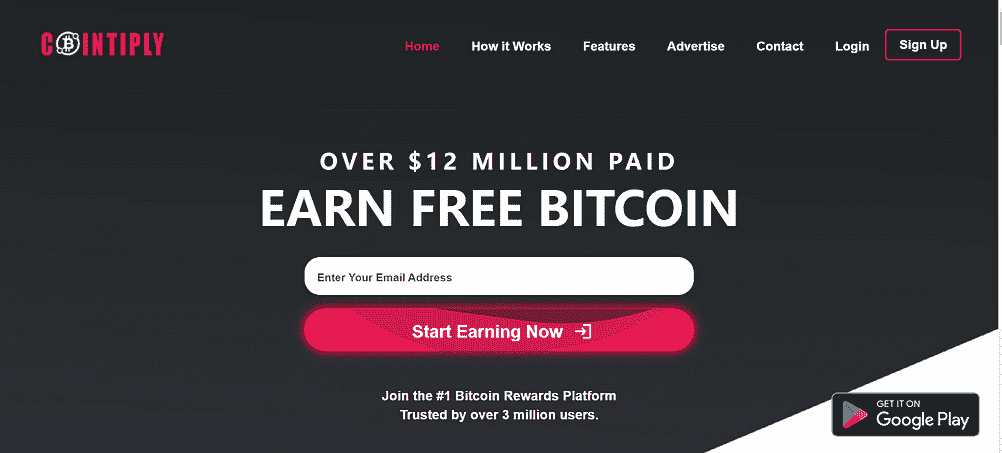 COINTIPLY
Home How it Works Features Advertise Contact Login Sign Up
OVER $12 MILLION PAID
EARN FREE BITCOIN
Enter Your Email Address
Start Earning Now
Join the #1 Bitcoin Rewards Platform
Trusted by over 3 million users.
GET IT ON
Google Play